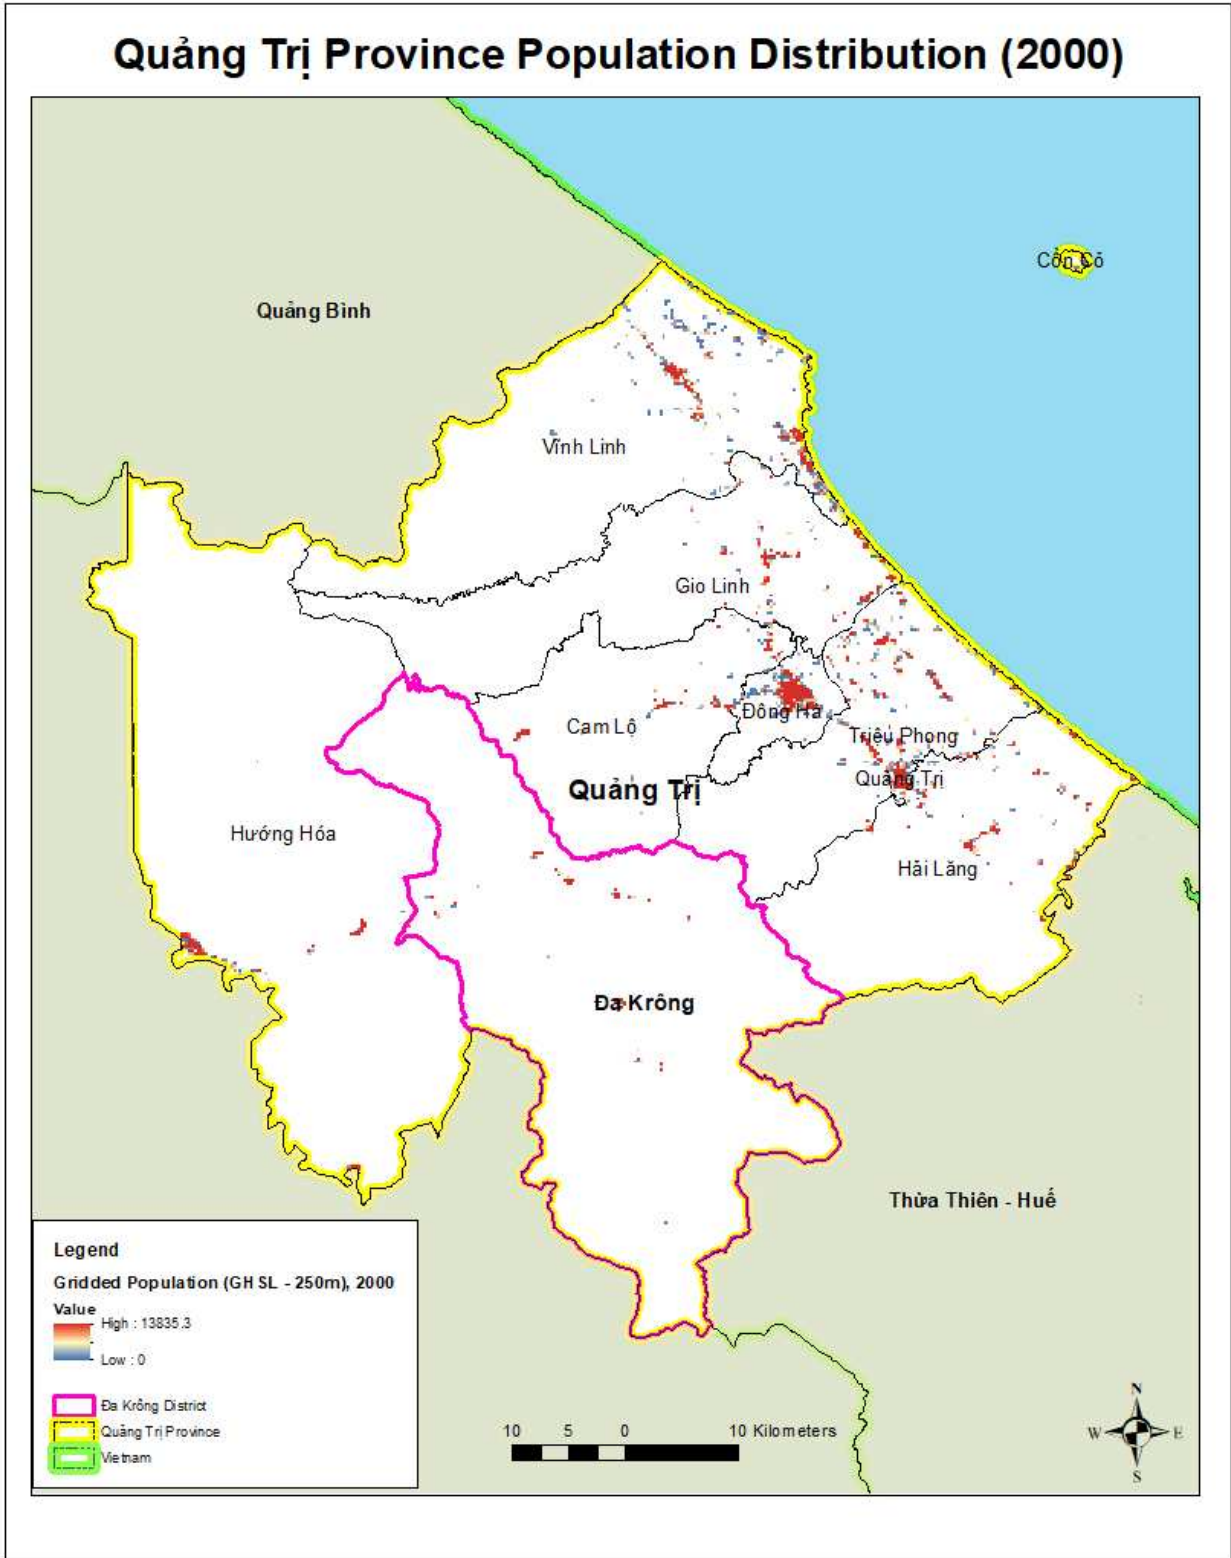 Quảng Trị Province Population Distribution (2000)
Cồn Cỏ
Quảng Bình
Vĩnh Linh
Gio Linh
Cam Lộ
Đông Hà
Triệu Phong
Quảng Trị
Quảng Trị
Hướng Hóa
Hải Lăng
Đa Krông
Thừa Thiên - Huế
Legend
Gridded Population (GHSL - 250m), 2000
Value
High : 13835.3
Low : 0
Đa Krông District
Quảng Trị Province
Vietnam
10 5 0 10 Kilometers
N
W E
S